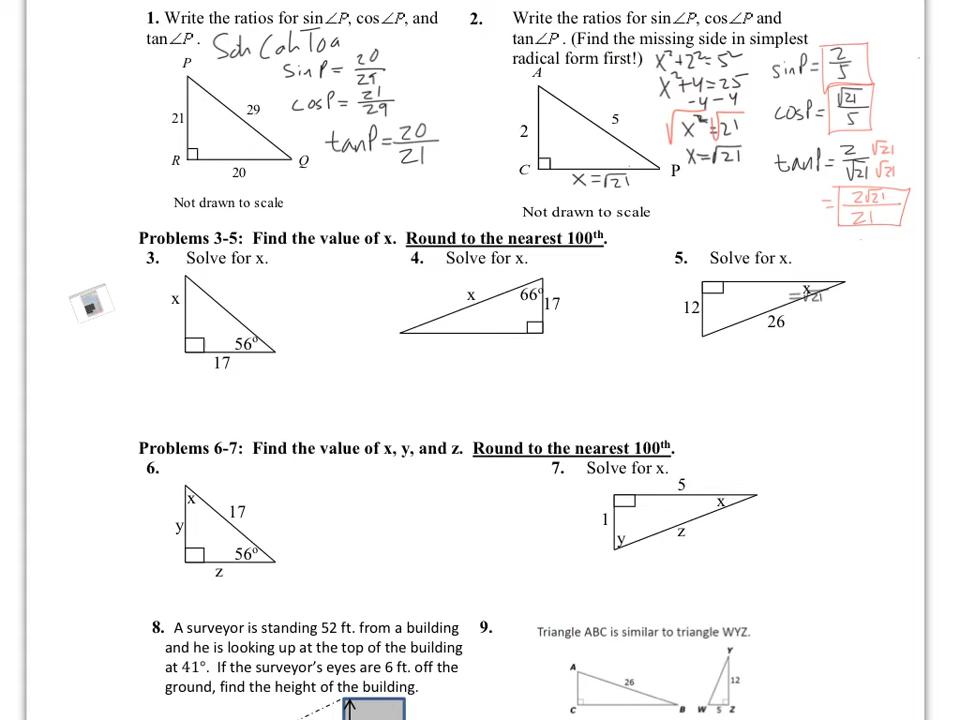 1. Write the ratios for sin∠P, cos∠P, and
tan∠P.
Soh Cah Toa
P
21
29
R
20
Q
sin P = 20/29
cos P = 21/29
tan P = 20/21
Not drawn to scale
2. Write the ratios for sin∠P, cos∠P and
tan∠P. (Find the missing side in simplest
radical form first!)
A
2
5
C
P
x = √21
x²+2²=5²
x²+4=25
-4 -4
√x² = √21
x=√21
sin P = 2/5
cos P = √21/5
tan P = 2/√21 √21/√21
= 2√21/21
Not drawn to scale
Problems 3-5: Find the value of x. Round to the nearest 100th.
3. Solve for x.
x
56º
17
4. Solve for x.
x
66º
17
5. Solve for x.
12
x
=√21
26
Problems 6-7: Find the value of x, y, and z. Round to the nearest 100th.
6.
x
17
y
56º
z
7. Solve for x.
5
1
x
y
z
8. A surveyor is standing 52 ft. from a building
and he is looking up at the top of the building
at 41°. If the surveyor's eyes are 6 ft. off the
ground, find the height of the building.
9. Triangle ABC is similar to triangle WYZ.
A
26
C
B
Y
12
W
5
Z